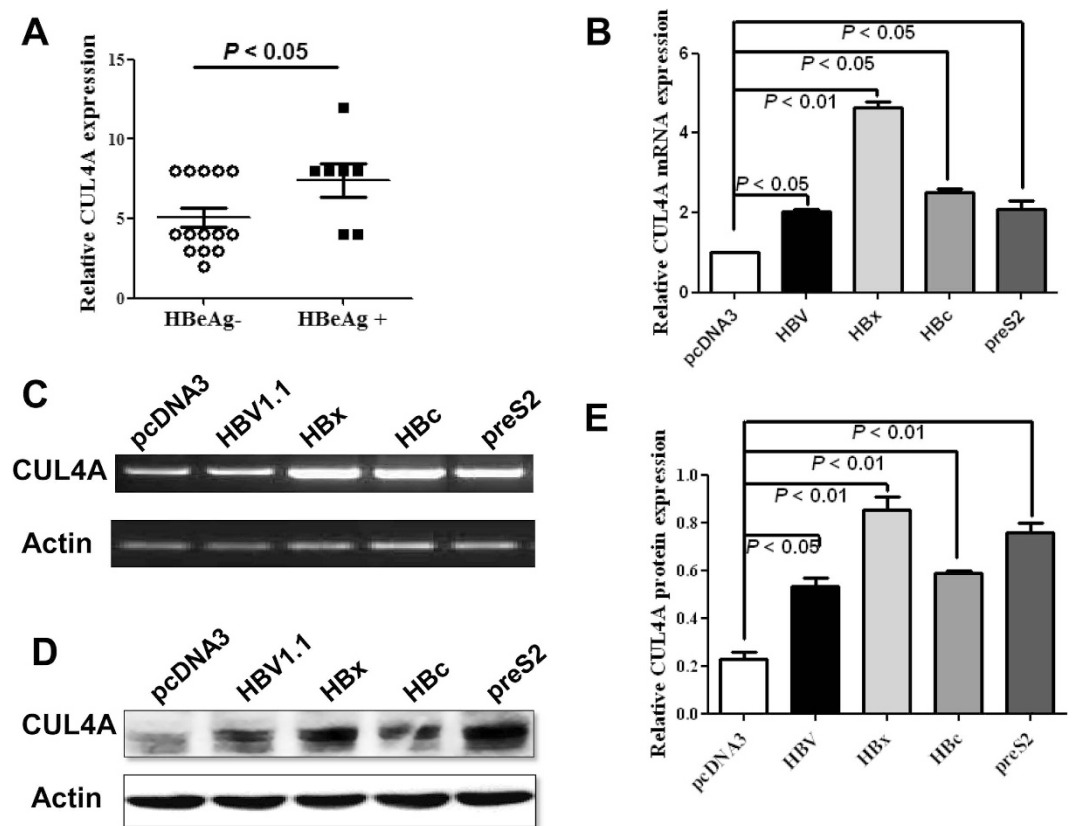 A
Relative CUL4A expression
P < 0.05
15
10
5
0
HBeAg-
HBeAg +
B
Relative CUL4A mRNA expression
6
4
2
0
P < 0.05
P < 0.05
P < 0.01
P < 0.05
pcDNA3
HBV
HBx
HBc
preS2
C
pcDNA3
HBV1.1
HBx
HBc
preS2
CUL4A
Actin
D
pcDNA3
HBV1.1
HBx
HBc
preS2
CUL4A
Actin
E
Relative CUL4A protein expression
1.0
0.8
0.6
0.4
0.2
0.0
P < 0.01
P < 0.01
P < 0.01
P < 0.05
pcDNA3
HBV
HBx
HBc
preS2